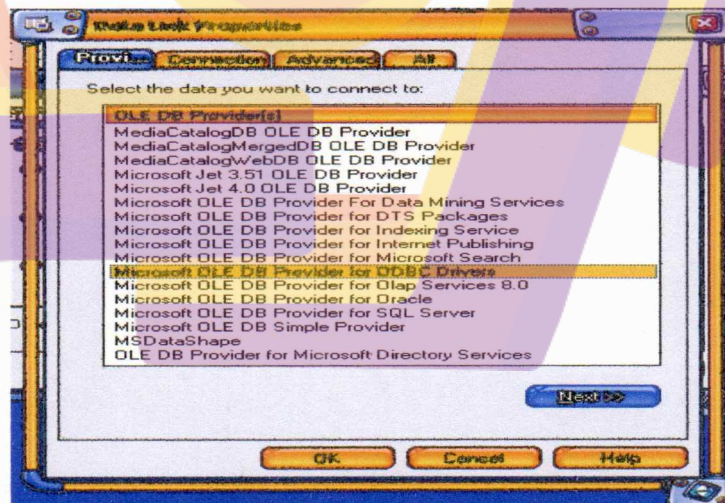 Data Link Properties
Provi... Connection Advanced All
Select the data you want to connect to:
OLE DB Provider(s)
MediaCatalogDB OLE DB Provider
MediaCatalogMergedDB OLE DB Provider
MediaCatalogWebDB OLE DB Provider
Microsoft Jet 3.51 OLE DB Provider
Microsoft Jet 4.0 OLE DB Provider
Microsoft OLE DB Provider For Data Mining Services
Microsoft OLE DB Provider for DTS Packages
Microsoft OLE DB Provider for Indexing Service
Microsoft OLE DB Provider for Internet Publishing
Microsoft OLE DB Provider for Microsoft Search
Microsoft OLE DB Provider for ODBC Drivers
Microsoft OLE DB Provider for Olap Services 8.0
Microsoft OLE DB Provider for Oracle
Microsoft OLE DB Provider for SQL Server
Microsoft OLE DB Simple Provider
MSDataShape
OLE DB Provider for Microsoft Directory Services
Next >>
OK Cancel Help